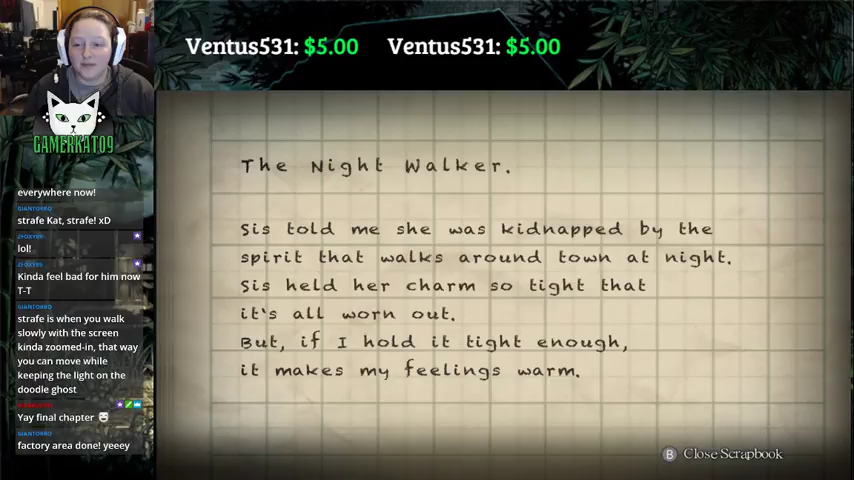 Ventus531: $5.00 Ventus531: $5.00
GAMERKAT09
everywhere now!
GIANTORRO
strafe Kat, strafe! xD
lol!
Kinda feel bad for him now
T-T
GIANTORRO
strafe is when you walk
slowly with the screen
kinda zoomed-in, that way
you can move while
keeping the light on the
doodle ghost
Yay final chapter
GIANTORRO
factory area done! yeeey
The Night Walker.
Sis told me she was kidnapped by the
spirit that walks around town at night.
Sis held her charm so tight that
it's all worn out.
But, if I hold it tight enough,
it makes my feelings warm.
B Close Scrapbook